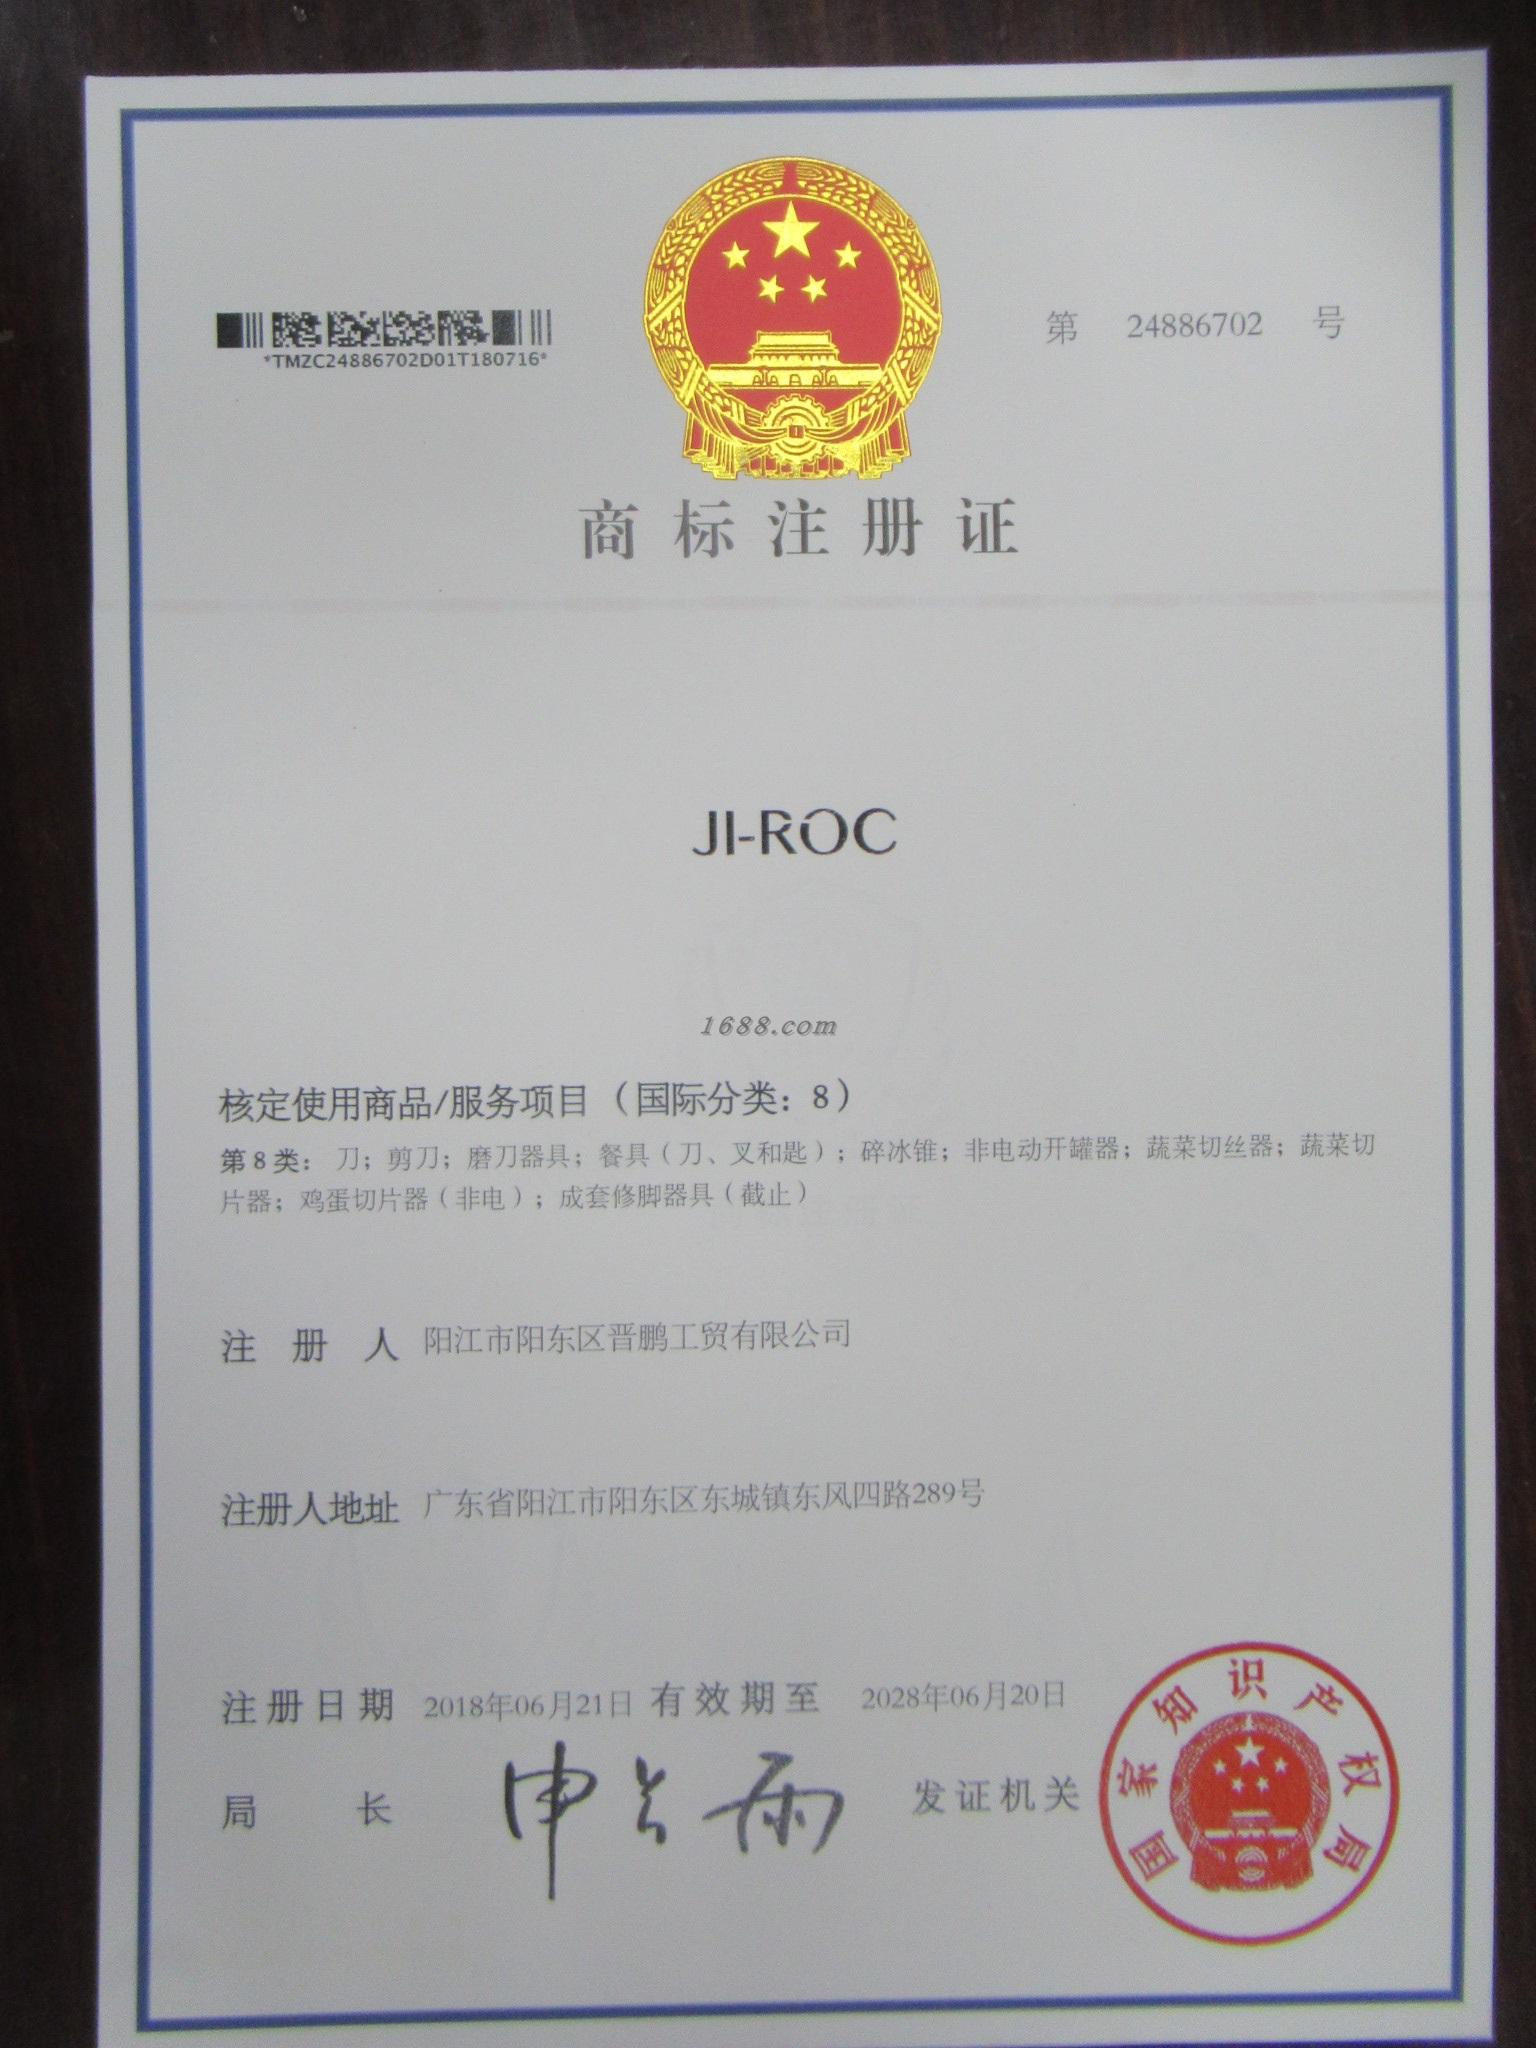 *TMZC24886702D01T180716*
第 24886702 号
商标注册证
JI-ROC
1688.com
核定使用商品/服务项目（国际分类：8）
第8类：刀；剪刀；磨刀器具；餐具（刀、叉和匙）；碎冰锥；非电动开罐器；蔬菜切丝器；蔬菜切
片器；鸡蛋切片器（非电）；成套修脚器具（截止）
注册人 阳江市阳东区晋鹏工贸有限公司
注册人地址 广东省阳江市阳东区东城镇东风四路289号
注册日期 2018年06月21日 有效期至 2028年06月20日
局长 申长雨 发证机关
国家知识产权局